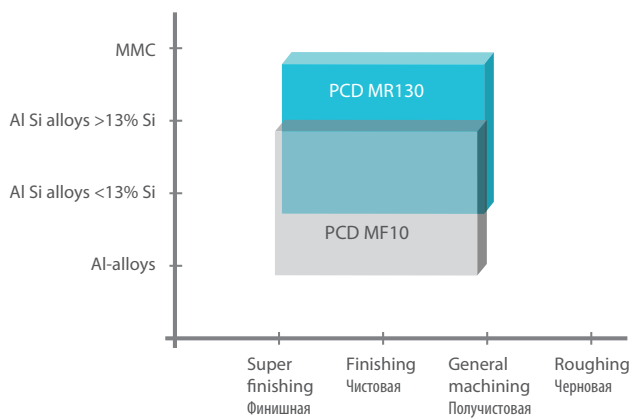 MMC
PCD MR130
Al Si alloys >13% Si
Al Si alloys <13% Si
PCD MF10
Al-alloys
Super
finishing
Финишная
Finishing
Чистовая
General
machining
Получистовая
Roughing
Черновая